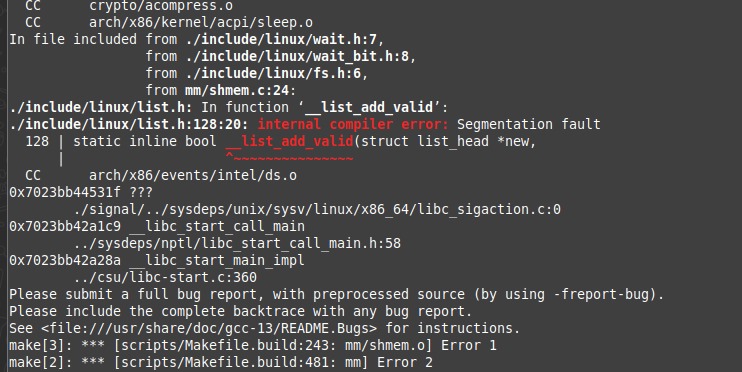 CC      crypto/acompress.o
CC      arch/x86/kernel/acpi/sleep.o
In file included from ./include/linux/wait.h:7,
                 from ./include/linux/wait_bit.h:8,
                 from ./include/linux/fs.h:6,
                 from mm/shmem.c:24:
./include/linux/list.h: In function ‘__list_add_valid’:
./include/linux/list.h:128:20: internal compiler error: Segmentation fault
  128 | static inline bool __list_add_valid(struct list_head *new,
      |                    ^~~~~~~~~~~~~~~~
  CC      arch/x86/events/intel/ds.o
0x7023bb44531f ???
        ./signal/../sysdeps/unix/sysv/linux/x86_64/libc_sigaction.c:0
0x7023bb42a1c9 __libc_start_call_main
        ../sysdeps/nptl/libc_start_call_main.h:58
0x7023bb42a28a __libc_start_main_impl
        ../csu/libc-start.c:360
Please submit a full bug report, with preprocessed source (by using -freport-bug).
Please include the complete backtrace with any bug report.
See <file:///usr/share/doc/gcc-13/README.Bugs> for instructions.
make[3]: *** [scripts/Makefile.build:243: mm/shmem.o] Error 1
make[2]: *** [scripts/Makefile.build:481: mm] Error 2